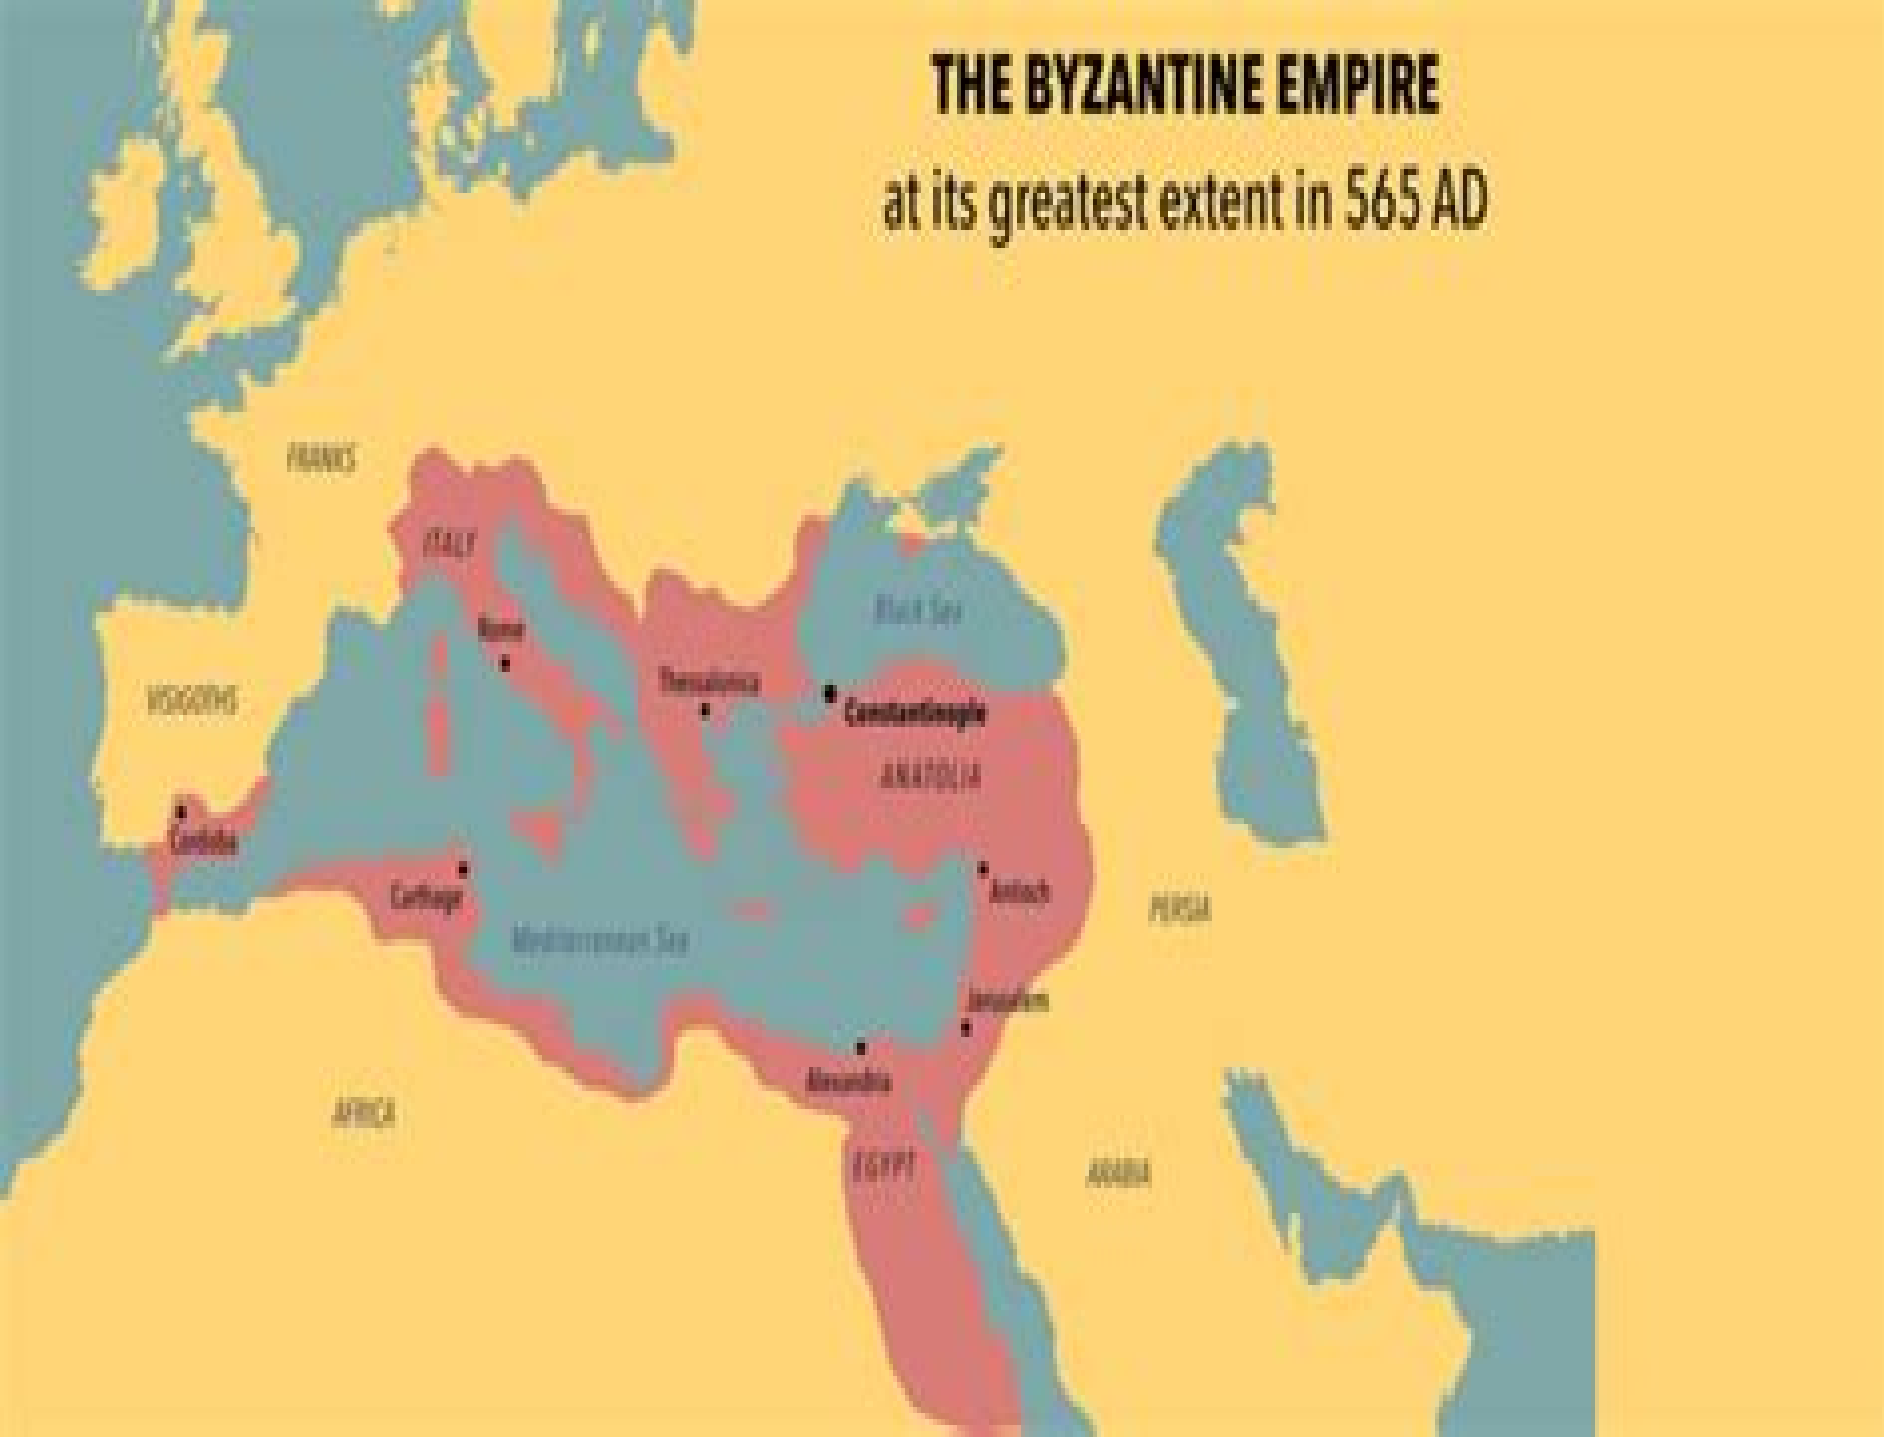 THE BYZANTINE EMPIRE
at its greatest extent in 565 AD
FRANKS
ITALY
Black Sea
Rome
Thessalonica
VISIGOTHS
Constantinople
ANATOLIA
Cordoba
Carthage
Antioch
PERSIA
Mediterranean Sea
Jerusalem
Alexandria
AFRICA
EGYPT
ARABIA